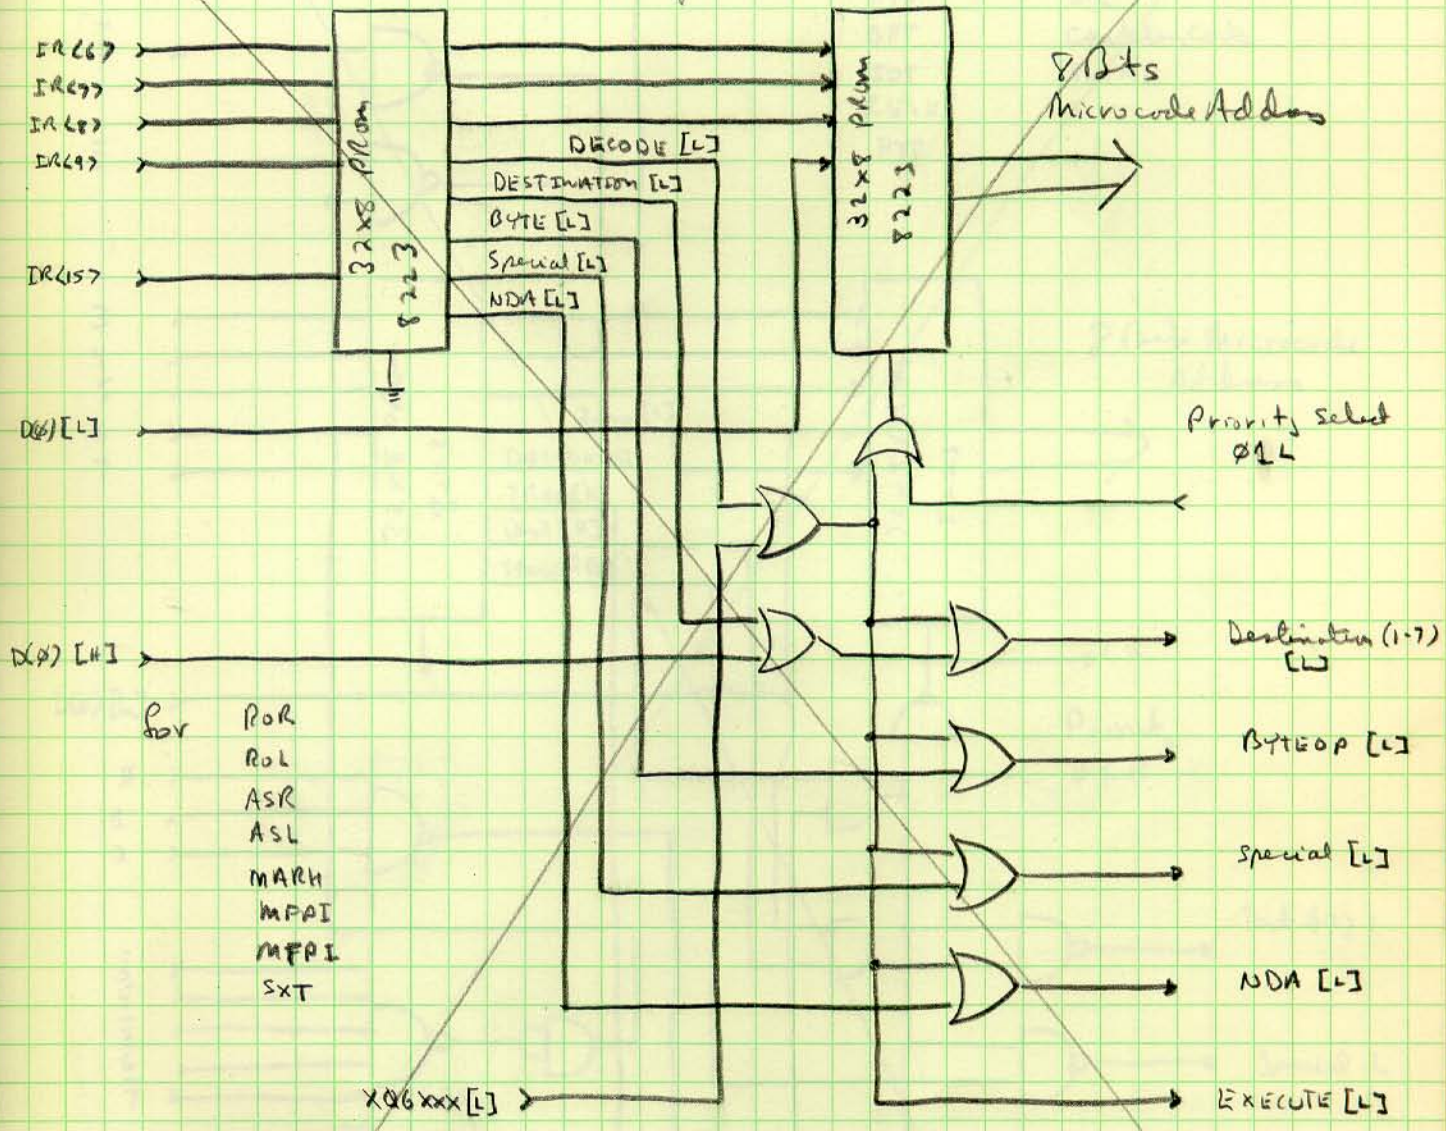 IR<6>
IR<7>
IR<8>
IR<9>
IR<15>
32x8 PROM
8223
DECODE [L]
DESTINATION [L]
BYTE [L]
Special [L]
NDA [L]
32x8 PROM
8223
8 Bits
Microcode Address
D(6) [L]
Priority Select
Ø1L
D(Ø) [H]
Destination (1-7)
[L]
for
ROR
ROL
ASR
ASL
MARK
MFPI
MFPI
SXT
BYTEOP [L]
Special [L]
NDA [L]
XØ6XXX[L]
EXECUTE [L]